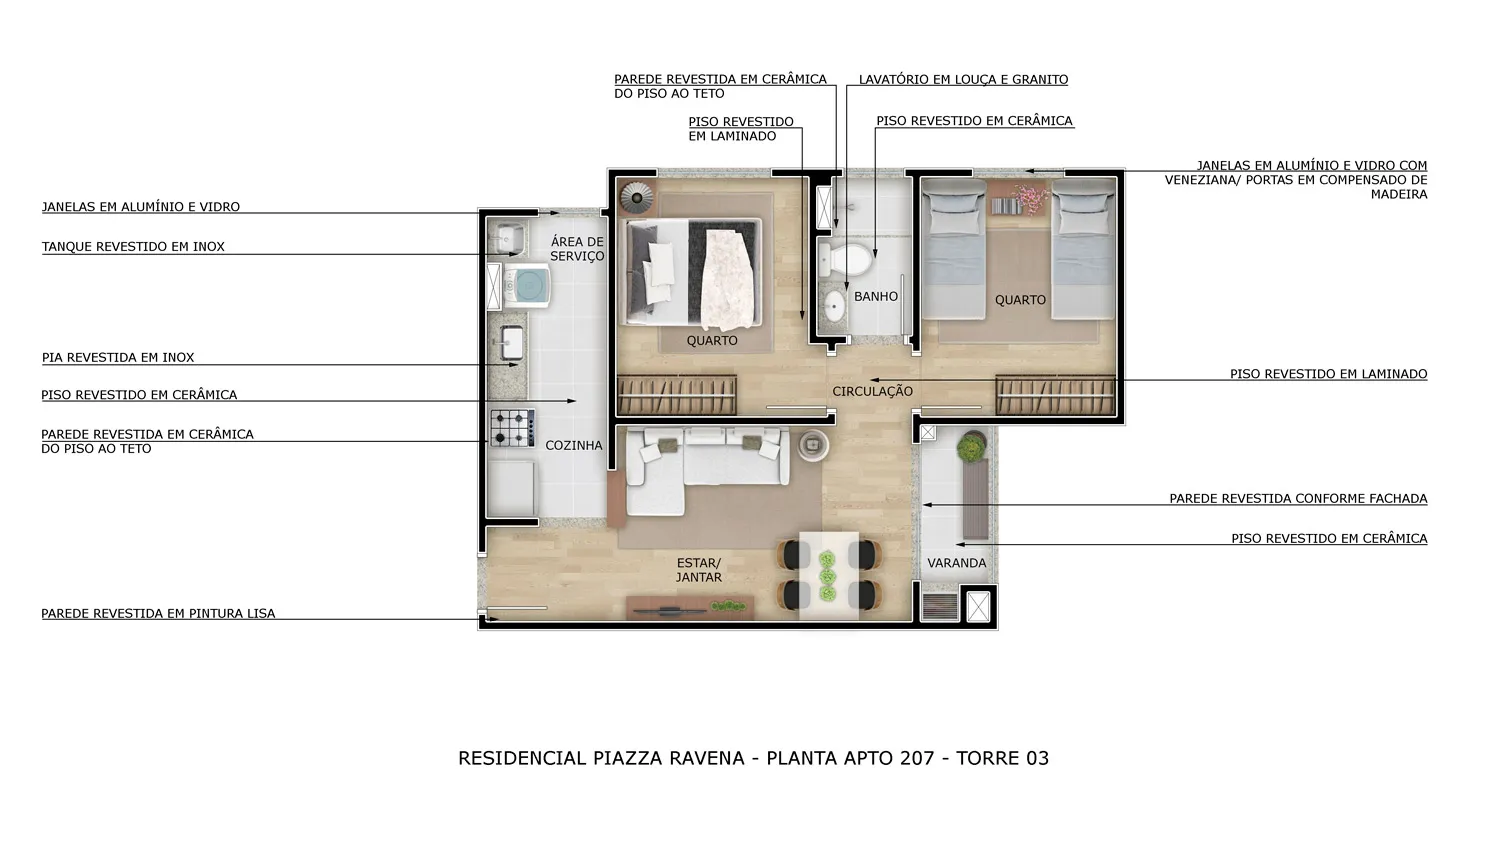 PAREDE REVESTIDA EM CERÂMICA
DO PISO AO TETO
LAVATÓRIO EM LOUÇA E GRANITO
PISO REVESTIDO
EM LAMINADO
PISO REVESTIDO EM CERÂMICA
JANELAS EM ALUMÍNIO E VIDRO COM
VENEZIANA/ PORTAS EM COMPENSADO DE
MADEIRA
JANELAS EM ALUMÍNIO E VIDRO
TANQUE REVESTIDO EM INOX
ÁREA DE
SERVIÇO
BANHO
QUARTO
QUARTO
PIA REVESTIDA EM INOX
PISO REVESTIDO EM LAMINADO
CIRCULAÇÃO
PISO REVESTIDO EM CERÂMICA
PAREDE REVESTIDA EM CERÂMICA
DO PISO AO TETO
COZINHA
PAREDE REVESTIDA CONFORME FACHADA
PISO REVESTIDO EM CERÂMICA
ESTAR/
JANTAR
VARANDA
PAREDE REVESTIDA EM PINTURA LISA
RESIDENCIAL PIAZZA RAVENA - PLANTA APTO 207 - TORRE 03